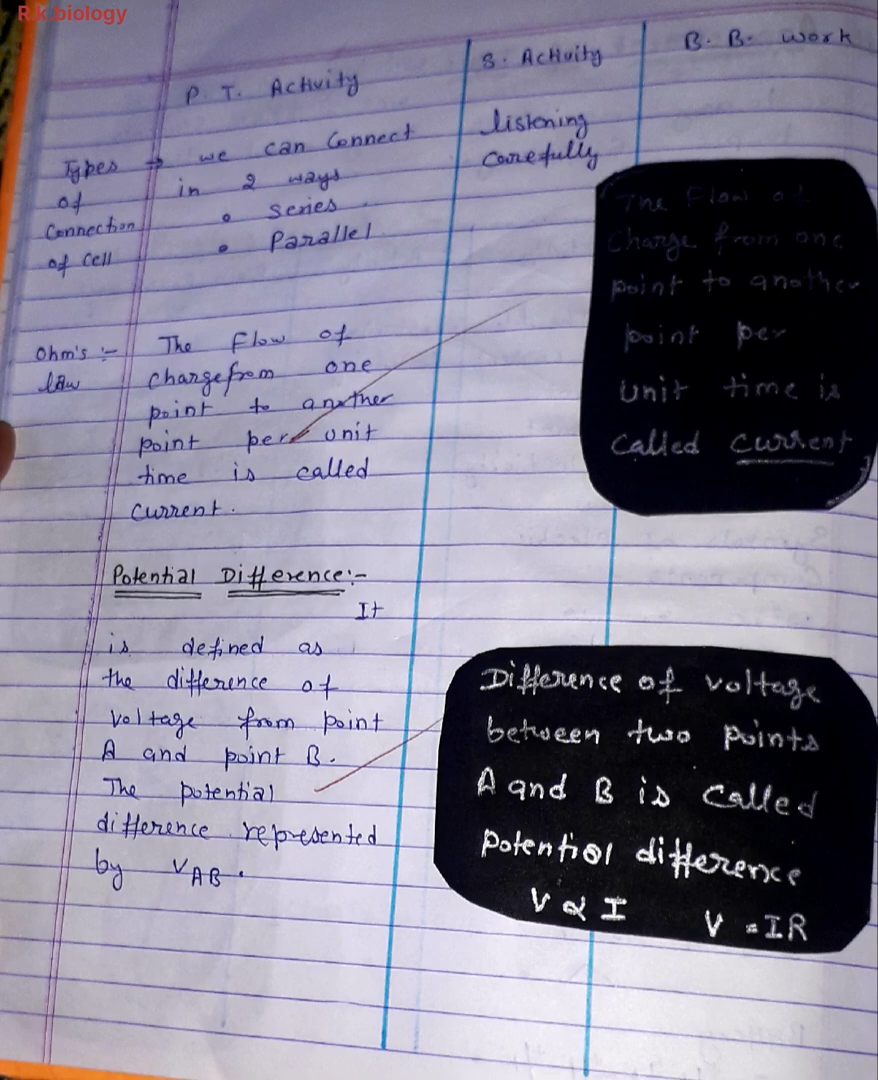 R.k.biology
P. T. Activity
S. Activity
B. B. work
Types → we can Connect
of in 2 ways
Connection • series
of cell • Parallel
listening
carefully
The Flow of
Charge from one
point to another
point per
Unit time is
Called current
Ohm's :- The Flow of
law chargefrom one
point to another
point per unit
time is called
current.
Potential Difference:-
It
is defined as
the difference of
voltage from point
A and point B.
The potential
difference represented
by VAB.
Difference of voltage
between two points
A and B is Called
potential difference
V ∝ I V = IR